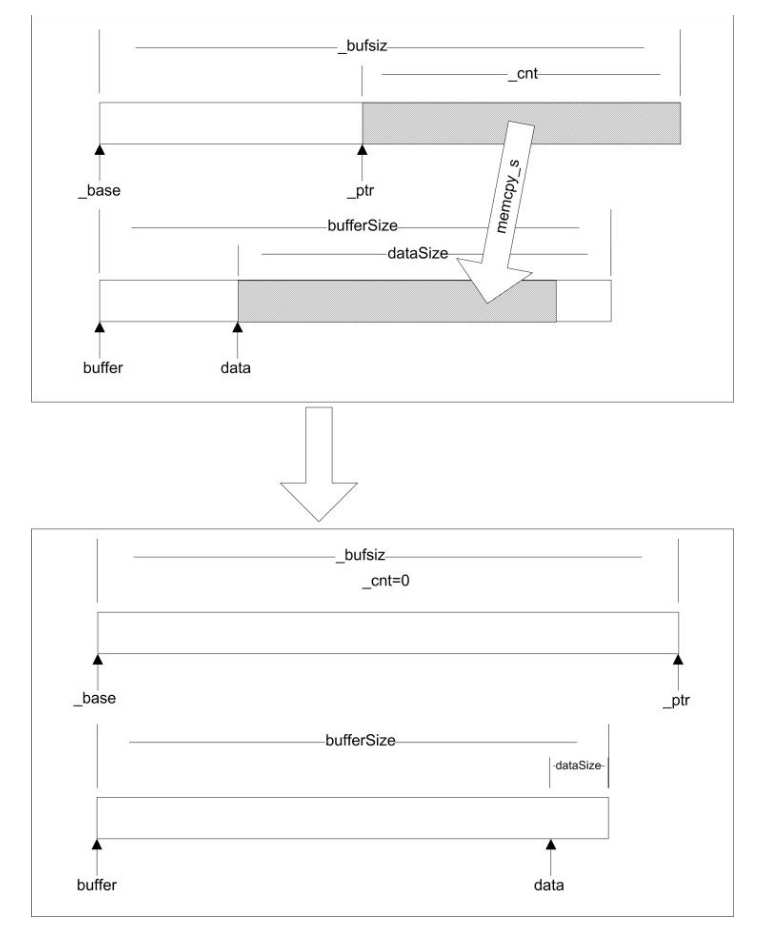 _bufsiz
_cnt
memcpy_s
_base
_ptr
bufferSize
dataSize
buffer
data
_bufsiz
_cnt=0
_base
_ptr
bufferSize
dataSize
buffer
data